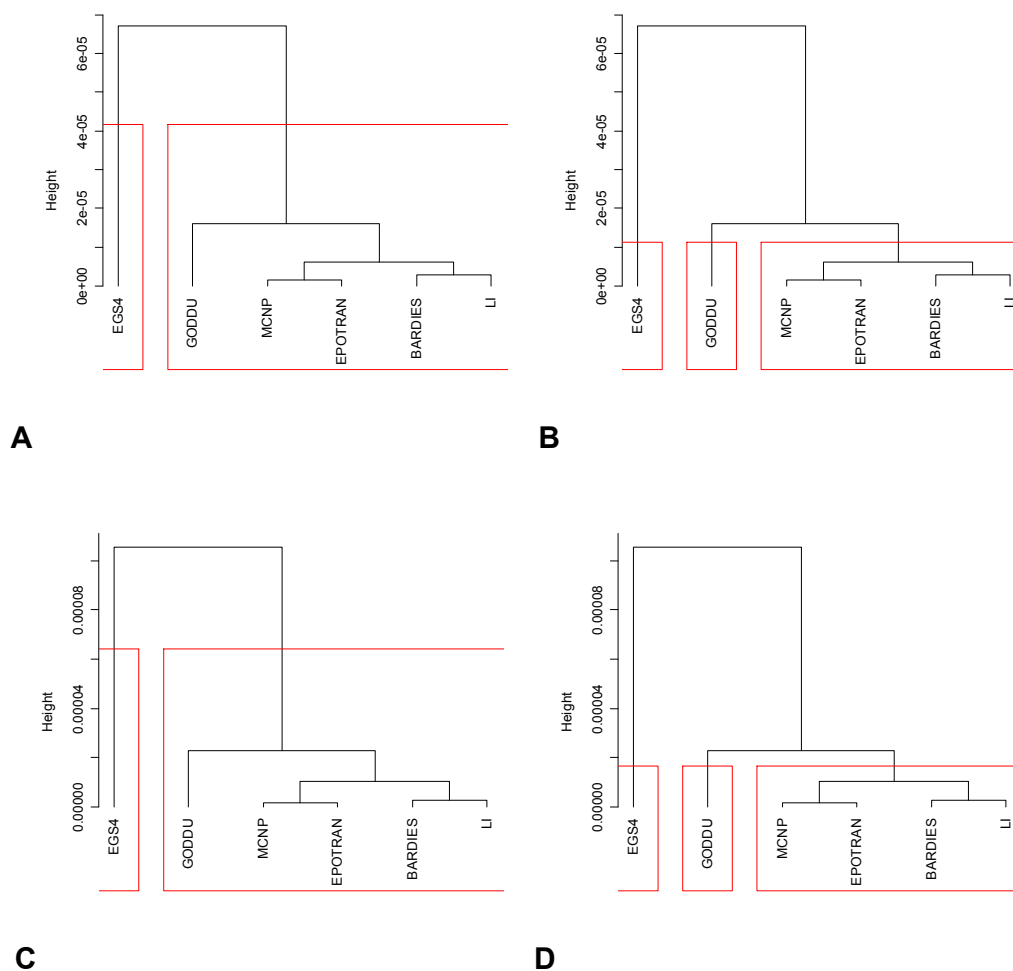 Height
0e+00
2e-05
4e-05
6e-05
EGS4
GODDU
MCNP
EPOTRAN
BARDIES
LI
A
Height
0e+00
2e-05
4e-05
6e-05
EGS4
GODDU
MCNP
EPOTRAN
BARDIES
LI
B
Height
0.00000
0.00004
0.00008
EGS4
GODDU
MCNP
EPOTRAN
BARDIES
LI
C
Height
0.00000
0.00004
0.00008
EGS4
GODDU
MCNP
EPOTRAN
BARDIES
LI
D